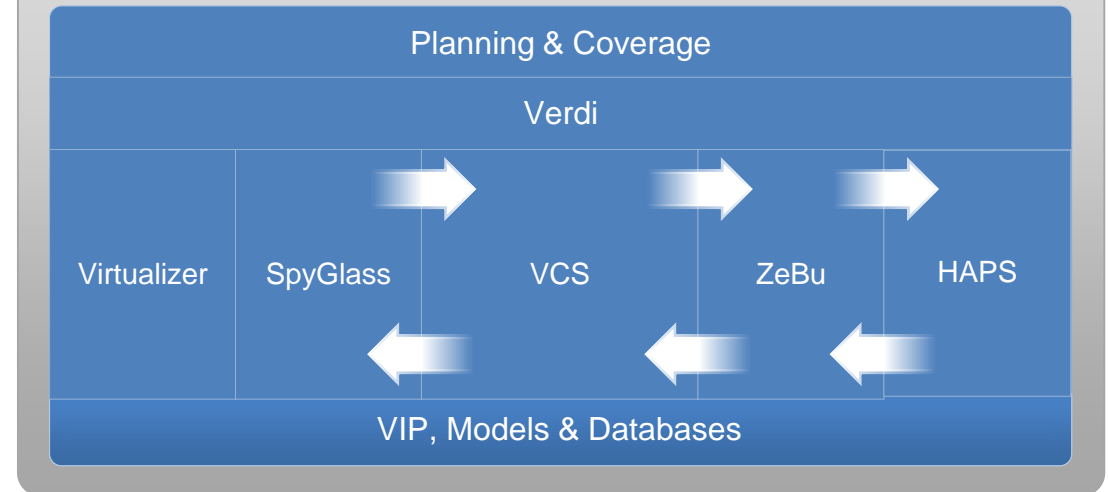 Planning & Coverage
Verdi
Virtualizer
SpyGlass
VCS
ZeBu
HAPS
VIP, Models & Databases